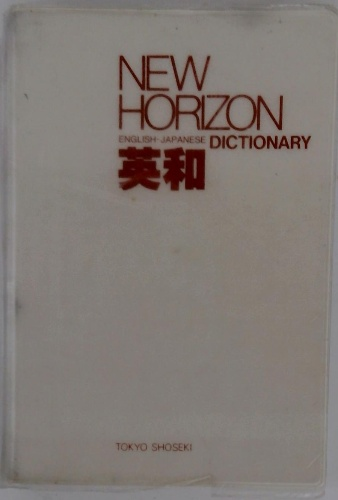 NEW
HORIZON
ENGLISH-JAPANESE DICTIONARY
英和
TOKYO SHOSEKI